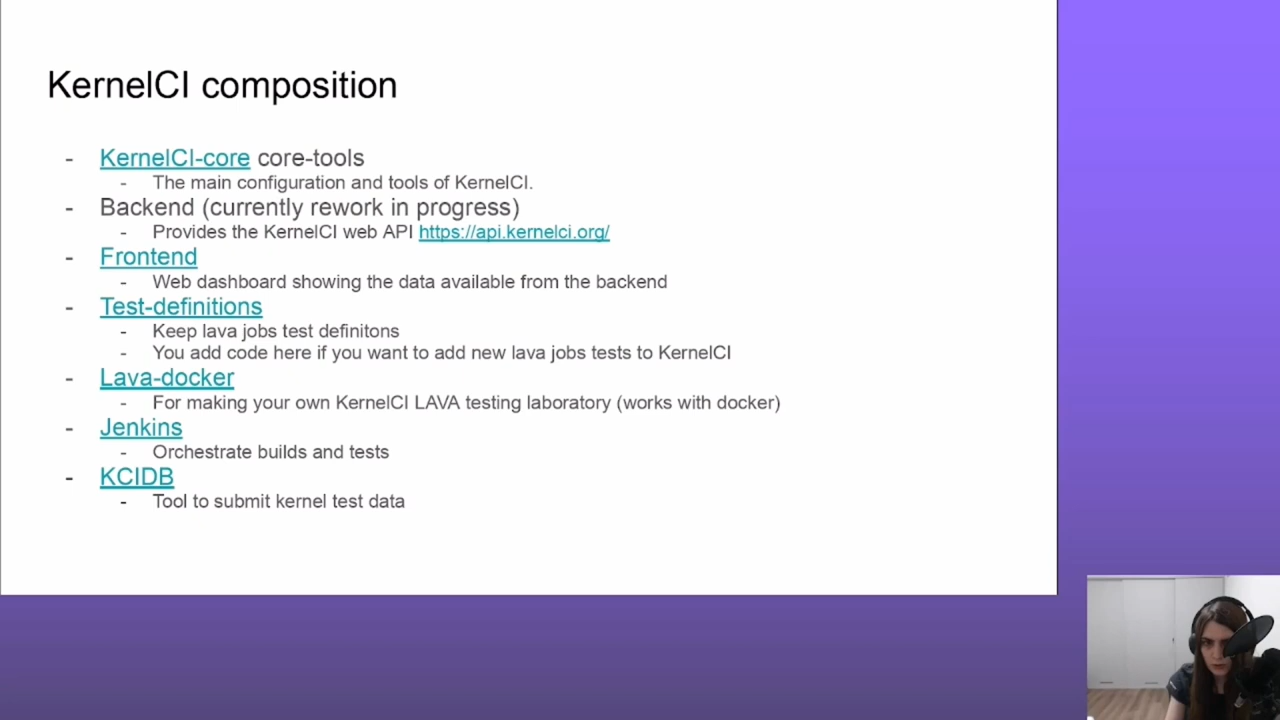 KernelCI composition
- KernelCI-core core-tools
- The main configuration and tools of KernelCI.
- Backend (currently rework in progress)
- Provides the KernelCI web API https://api.kernelci.org/
- Frontend
- Web dashboard showing the data available from the backend
- Test-definitions
- Keep lava jobs test definitons
- You add code here if you want to add new lava jobs tests to KernelCI
- Lava-docker
- For making your own KernelCI LAVA testing laboratory (works with docker)
- Jenkins
- Orchestrate builds and tests
- KCIDB
- Tool to submit kernel test data